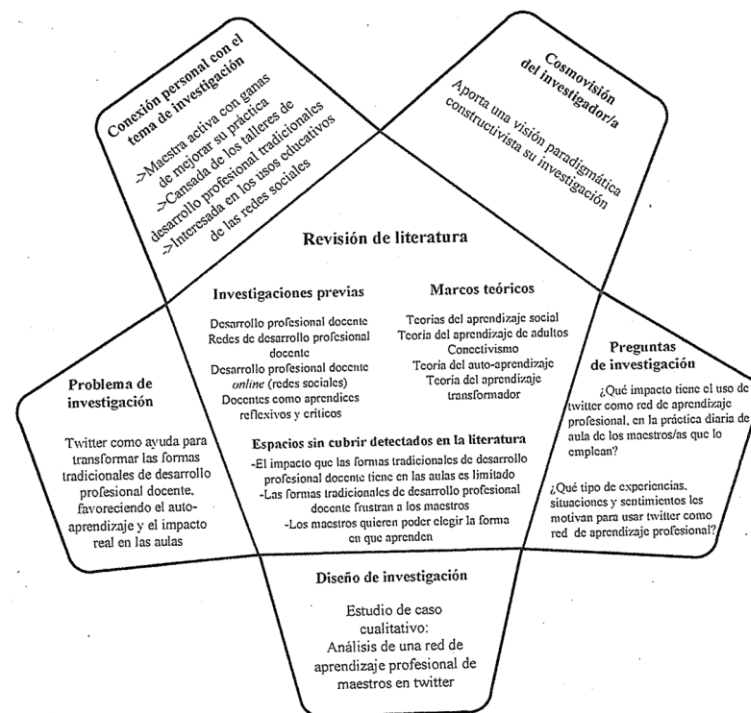 Conexión personal con el
tema de investigación
->Maestra activa con ganas
de mejorar su práctica
->Cansada de los talleres de
desarrollo profesional tradicionales
->Interesada en los usos educativos
de las redes sociales
Cosmovisión
del investigador/a
Aporta una visión paradigmática
constructivista su investigación
Revisión de literatura
Investigaciones previas
Desarrollo profesional docente
Redes de desarrollo profesional
docente
Desarrollo profesional docente
online (redes sociales)
Docentes como aprendices
reflexivos y críticos
Marcos teóricos
Teorías del aprendizaje social
Teoría del aprendizaje de adultos
Conectivismo
Teoría del auto-aprendizaje
Teoría del aprendizaje
transformador
Espacios sin cubrir detectados en la literatura
-El impacto que las formas tradicionales de desarrollo
profesional docente tiene en las aulas es limitado
-Las formas tradicionales de desarrollo profesional
docente frustran a los maestros
-Los maestros quieren poder elegir la forma
en que aprenden
Problema de
investigación
Twitter como ayuda para
transformar las formas
tradicionales de desarrollo
profesional docente,
favoreciendo el auto-
aprendizaje y el impacto
real en las aulas
Preguntas
de investigación
¿Qué impacto tiene el uso de
twitter como red de aprendizaje
profesional, en la práctica diaria de
aula de los maestros/as que lo
emplean?
¿Qué tipo de experiencias,
situaciones y sentimientos les
motivan para usar twitter como
red de aprendizaje profesional?
Diseño de investigación
Estudio de caso
cualitativo:
Análisis de una red de
aprendizaje profesional de
maestros en twitter